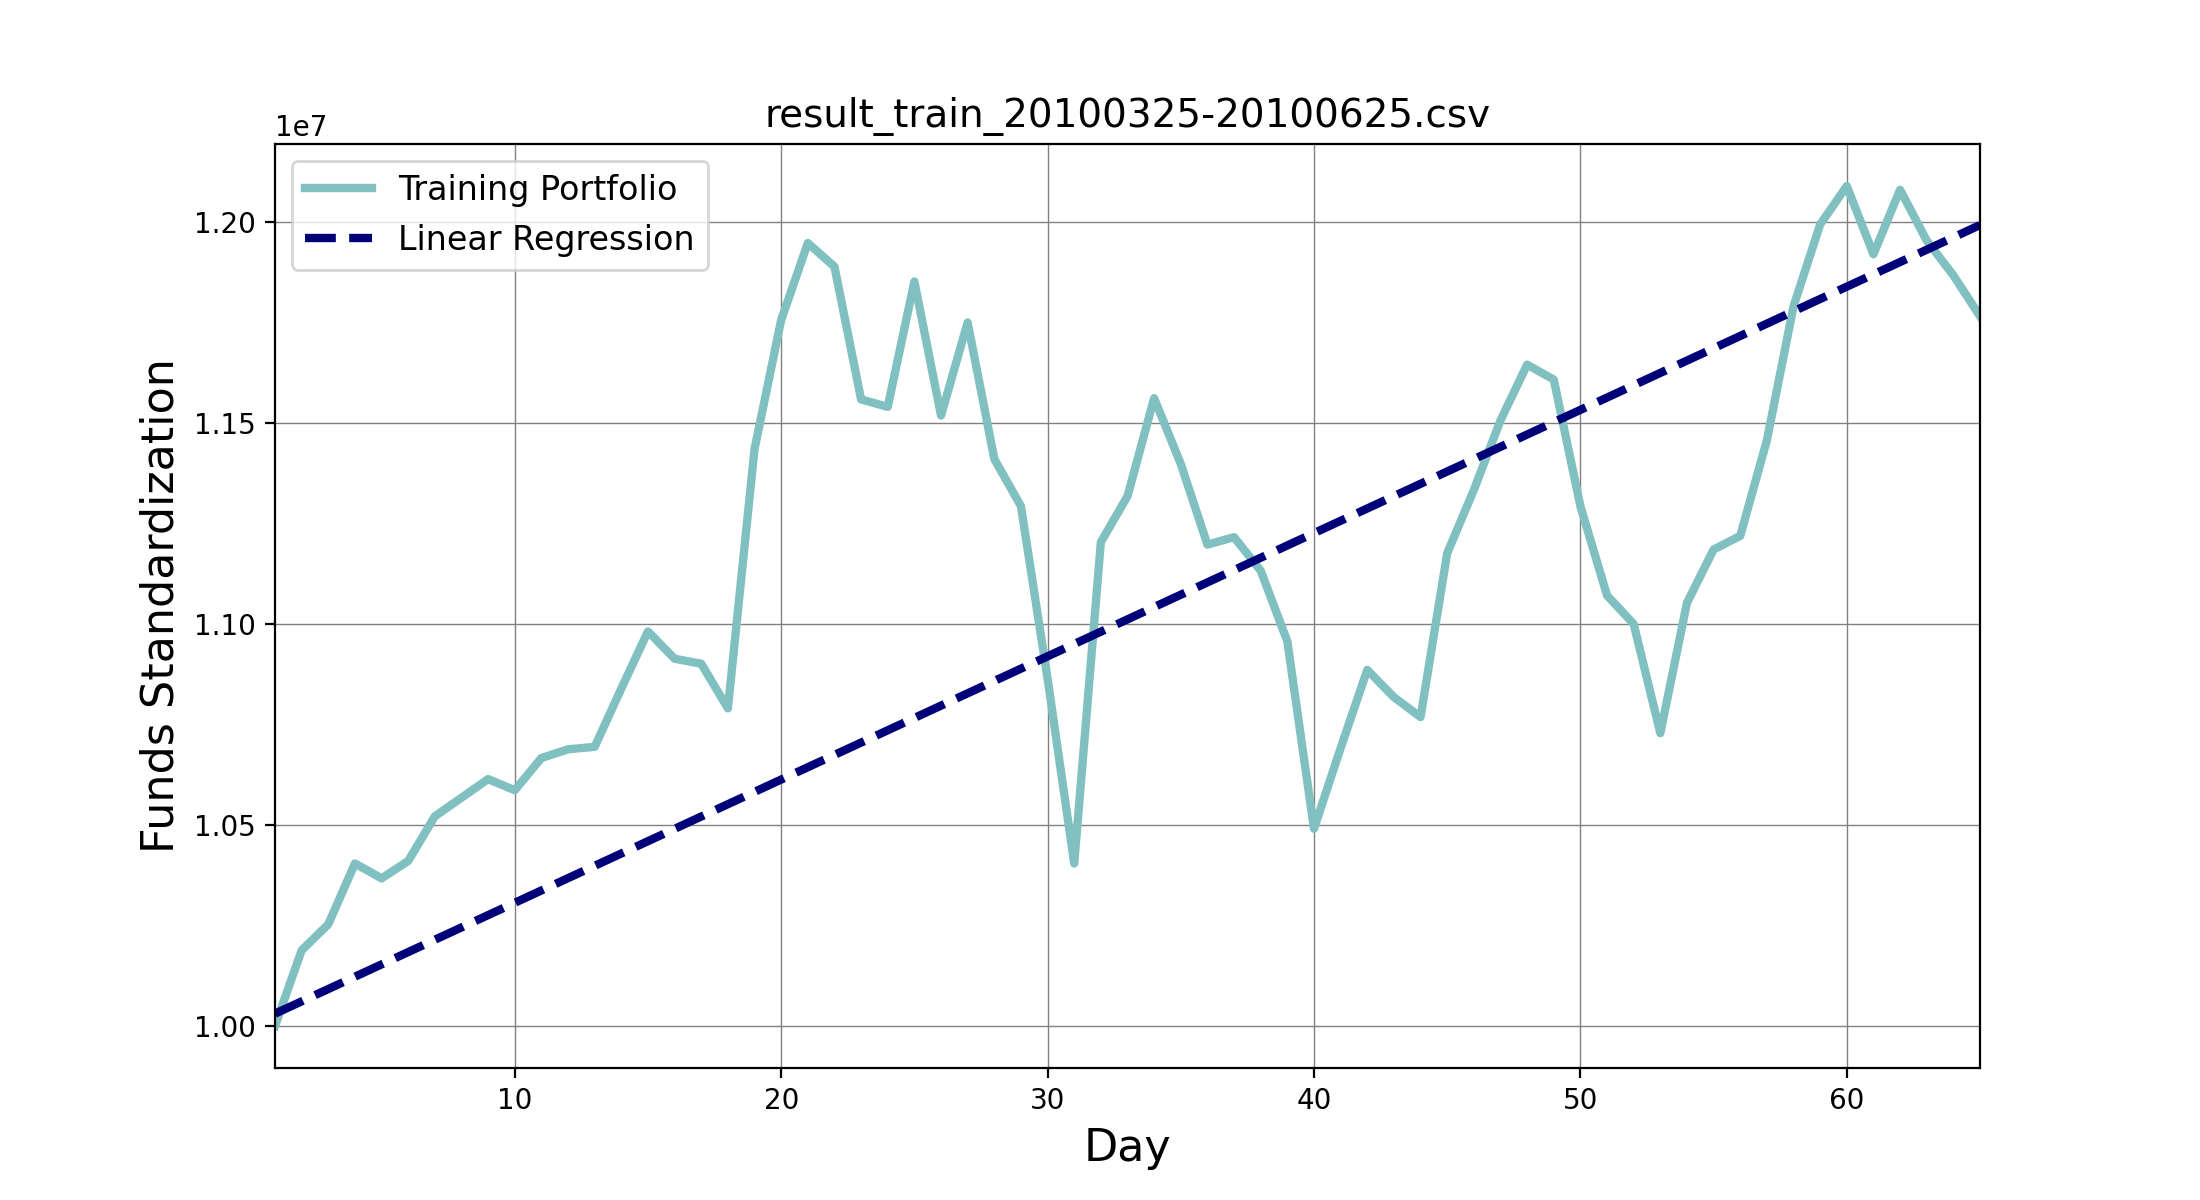 result_train_20100325-20100625.csv
1e7
Training Portfolio
Linear Regression
1.20
1.15
1.10
1.05
1.00
Funds Standardization
10 20 30 40 50 60
Day